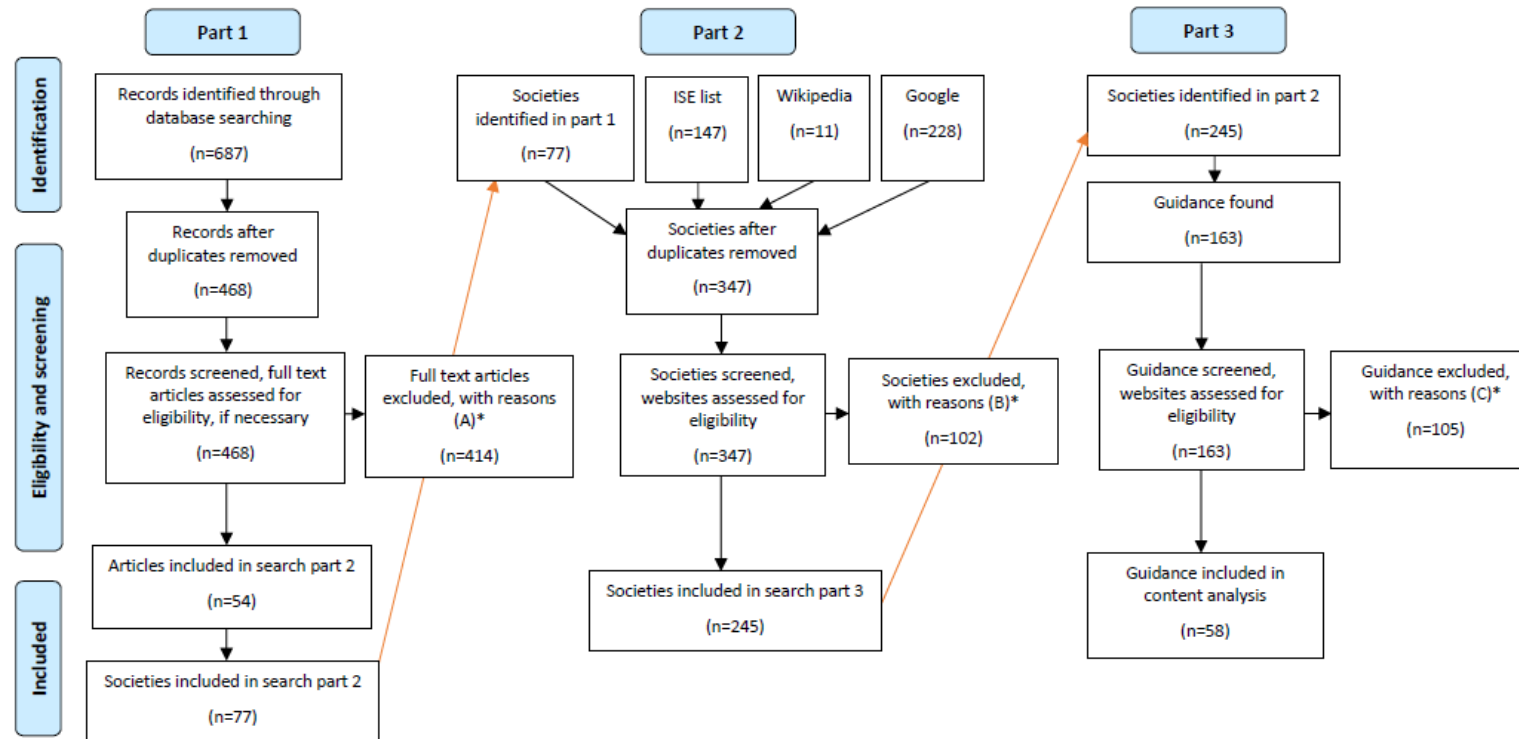 Part 1
Part 2
Part 3
Identification
Eligibility and screening
Included
Records identified through
database searching
(n=687)
Records after
duplicates removed
(n=468)
Records screened, full text
articles assessed for
eligibility, if necessary
(n=468)
Full text articles
excluded, with reasons
(A)*
(n=414)
Articles included in search part 2
(n=54)
Societies included in search part 2
(n=77)
Societies
identified in part 1
(n=77)
ISE list
(n=147)
Wikipedia
(n=11)
Google
(n=228)
Societies after
duplicates removed
(n=347)
Societies screened,
websites assessed for
eligibility
(n=347)
Societies excluded,
with reasons (B)*
(n=102)
Societies included in search part 3
(n=245)
Societies identified in part 2
(n=245)
Guidance found
(n=163)
Guidance screened,
websites assessed for
eligibility
(n=163)
Guidance excluded,
with reasons (C)*
(n=105)
Guidance included in
content analysis
(n=58)